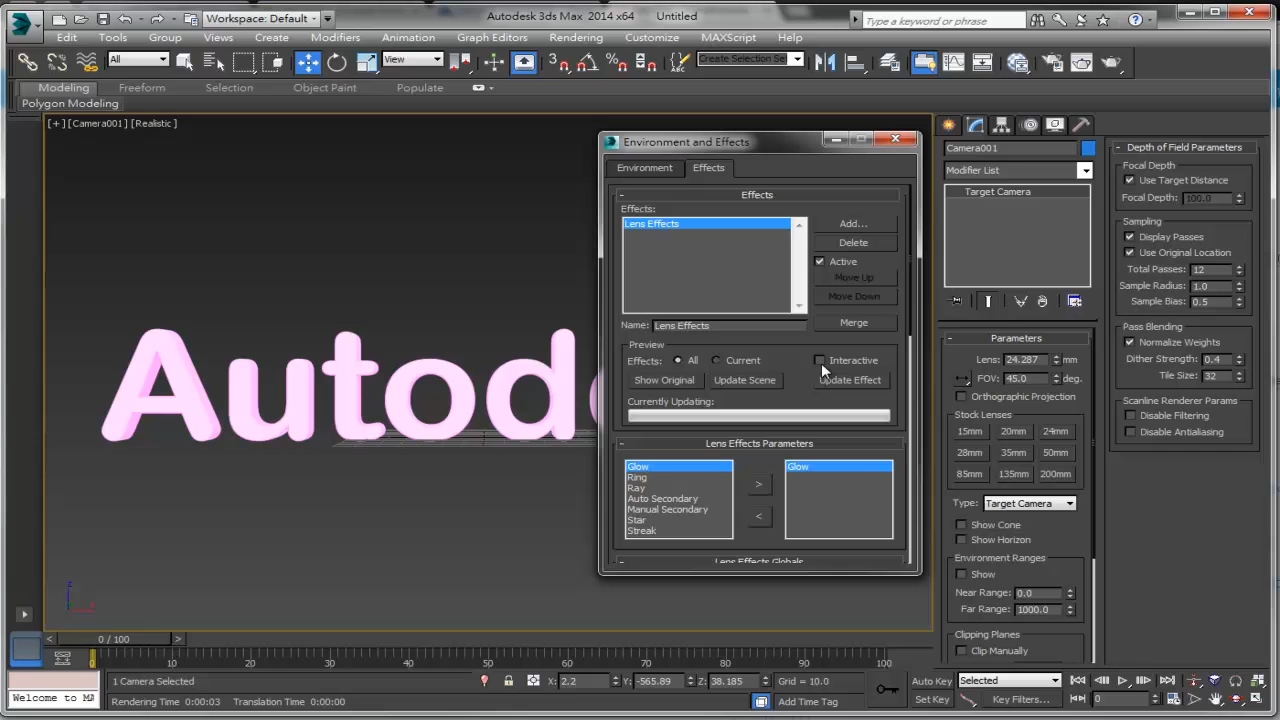 Workspace: Default
Autodesk 3ds Max 2014 x64 Untitled
Type a keyword or phrase
Edit Tools Group Views Create Modifiers Animation Graph Editors Rendering Customize MAXScript Help
All View Create Selection Se
Modeling Freeform Selection Object Paint Populate
Polygon Modeling
[+][Camera001][Realistic]
Autod
Environment and Effects
Environment Effects
- Effects
Effects:
Lens Effects
Add...
Delete
Active
Move Up
Move Down
Name: Lens Effects Merge
Preview
Effects: All Current Interactive
Show Original Update Scene Update Effect
Currently Updating:
- Lens Effects Parameters
Glow
Ring
Ray
Auto Secondary
Manual Secondary
Star
Streak
>
<
Glow
Lens Effects Globals
Camera001
Modifier List
Target Camera
- Parameters
Lens: 24.287 mm
FOV: 45.0 deg.
Orthographic Projection
Stock Lenses
15mm 20mm 24mm
28mm 35mm 50mm
85mm 135mm 200mm
Type: Target Camera
Show Cone
Show Horizon
Environment Ranges
Show
Near Range: 0.0
Far Range: 1000.0
Clipping Planes
Clip Manually
- Depth of Field Parameters
Focal Depth
Use Target Distance
Focal Depth: 100.0
Sampling
Display Passes
Use Original Location
Total Passes: 12
Sample Radius: 1.0
Sample Bias: 0.5
Pass Blending
Normalize Weights
Dither Strength: 0.4
Tile Size: 32
Scanline Renderer Params
Disable Filtering
Disable Antialiasing
z x
< 0 / 100 >
0 10 20 30 40 50 60 70 80 90 100
1 Camera Selected X: 2.2 Y: -565.89 Z: 38.185 Grid = 10.0 Auto Key Selected
Welcome to MA Rendering Time 0:00:03 Translation Time 0:00:00 Add Time Tag Set Key Key Filters... 0